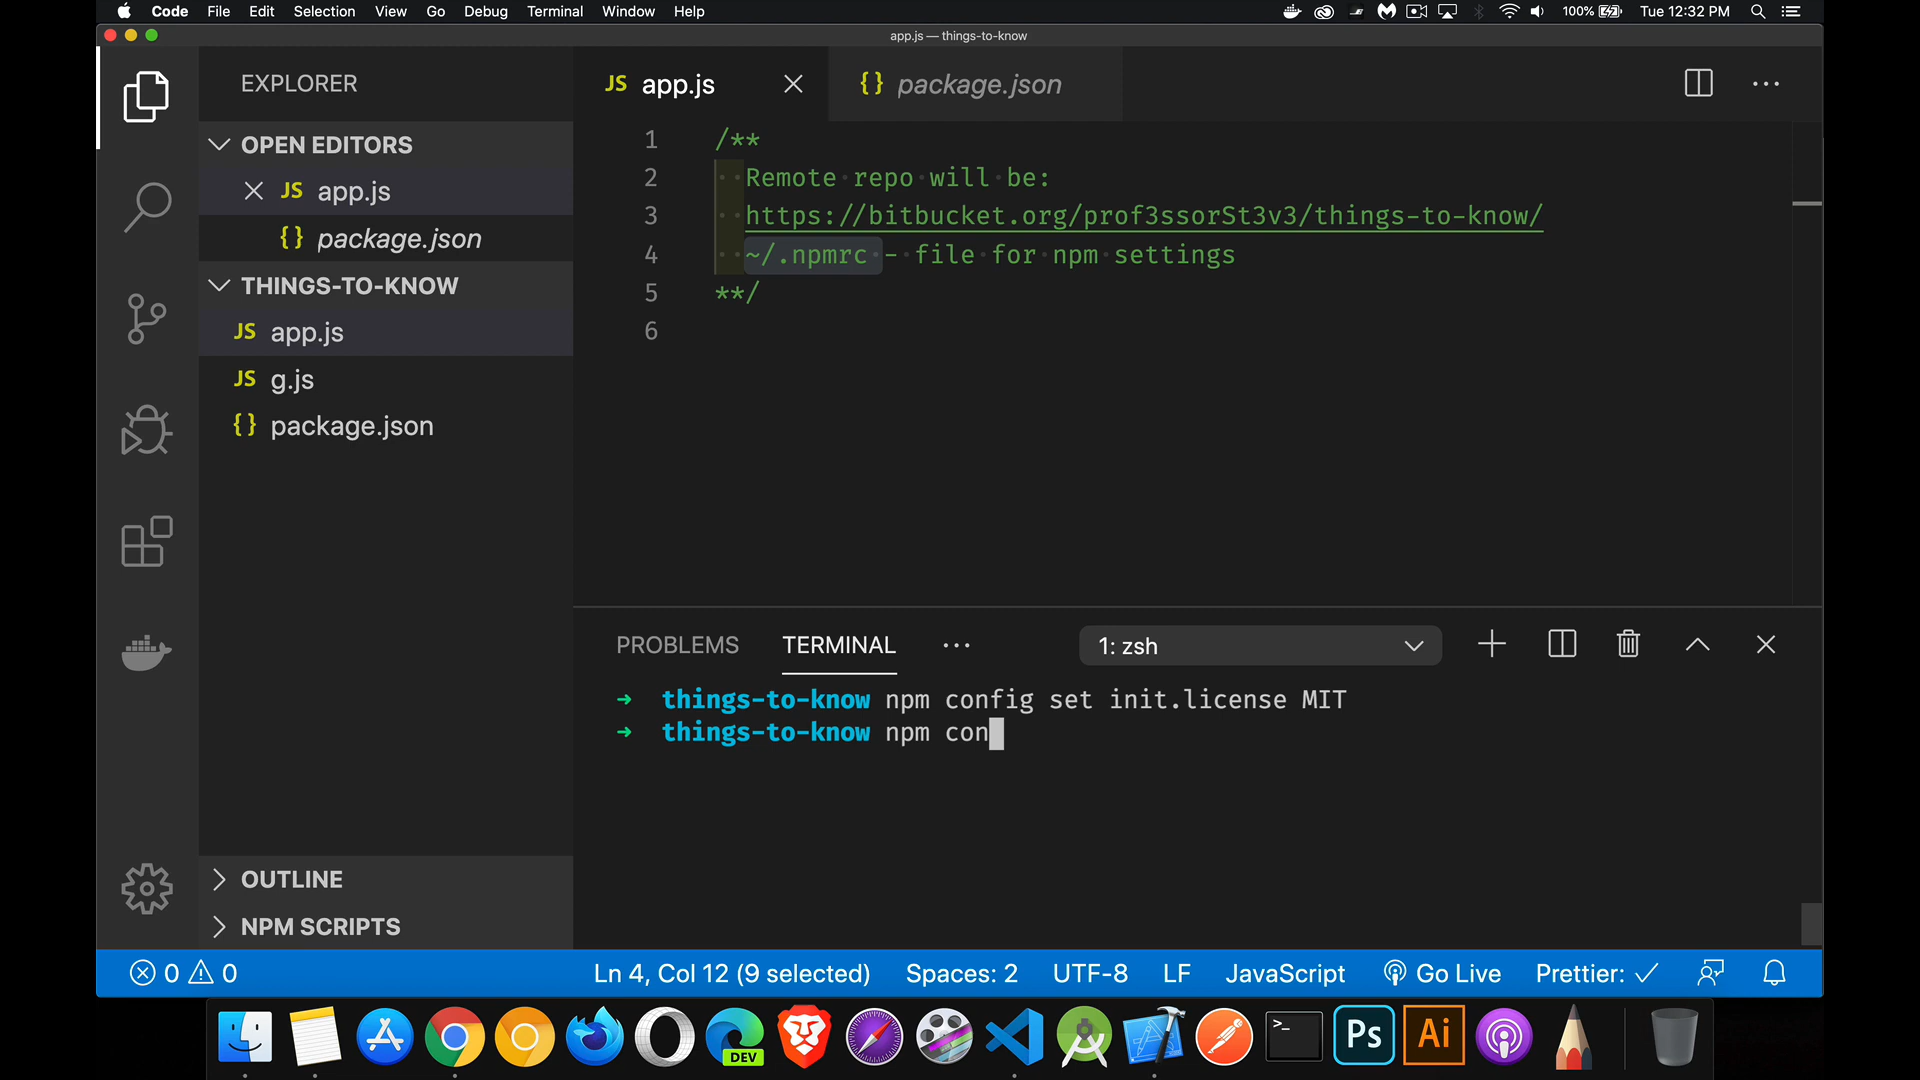 Code File Edit Selection View Go Debug Terminal Window Help
100% Tue 12:32 PM
app.js — things-to-know
EXPLORER
OPEN EDITORS
JS app.js
{} package.json
THINGS-TO-KNOW
JS app.js
JS g.js
{} package.json
OUTLINE
NPM SCRIPTS
JS app.js
{} package.json
1 /**
2 Remote repo will be:
3 https://bitbucket.org/prof3ssorSt3v3/things-to-know/
4 ~/.npmrc - file for npm settings
5 **/
6
PROBLEMS TERMINAL ··· 1: zsh
➜ things-to-know npm config set init.license MIT
➜ things-to-know npm con
0 0 Ln 4, Col 12 (9 selected) Spaces: 2 UTF-8 LF JavaScript Go Live Prettier: ✓
DEV
>_
Ps
Ai